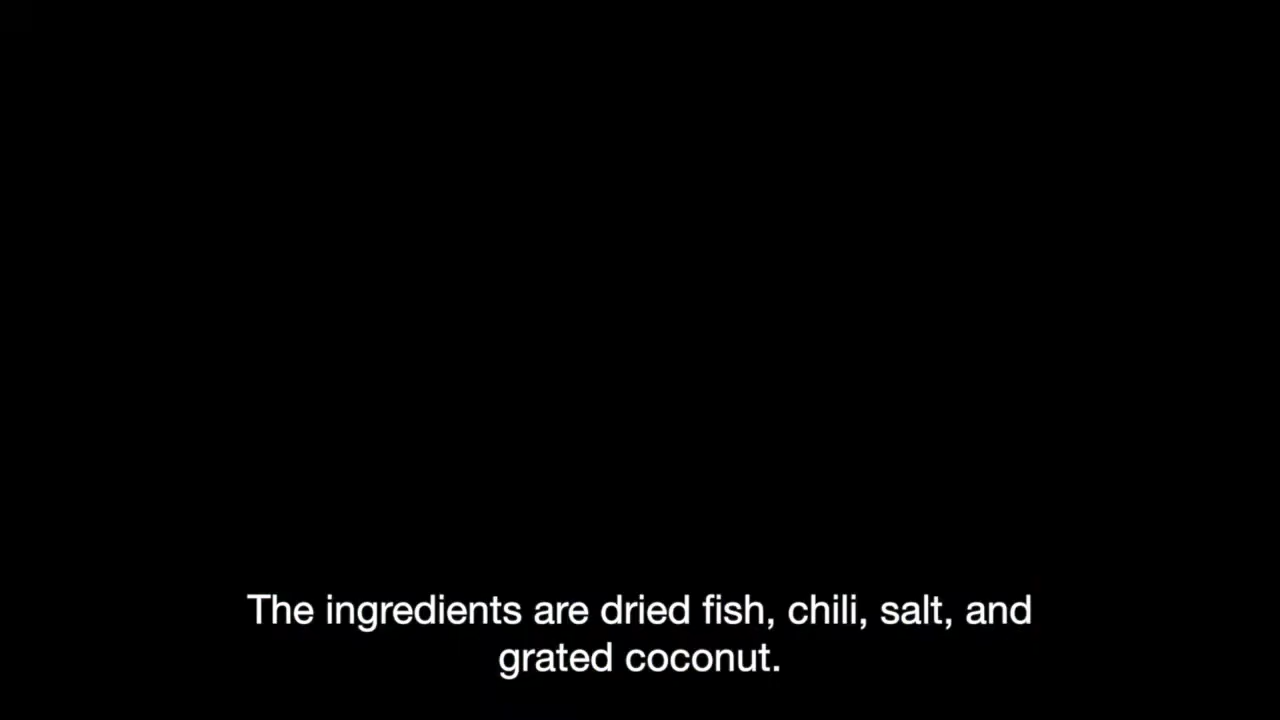 The ingredients are dried fish, chili, salt, and
grated coconut.